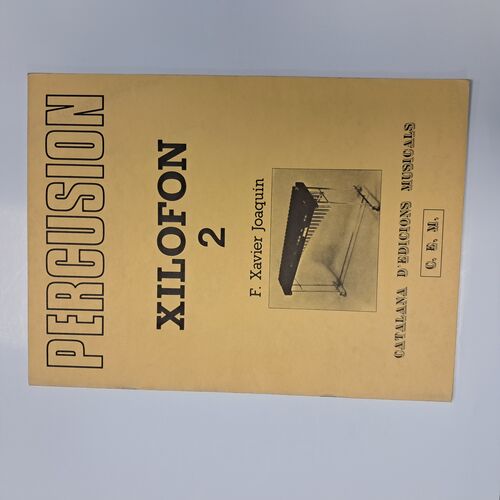 PERCUSION
XILOFON
2
F. Xavier Joaquin
CATALANA D'EDICIONS MUSICALS
C. E. M.